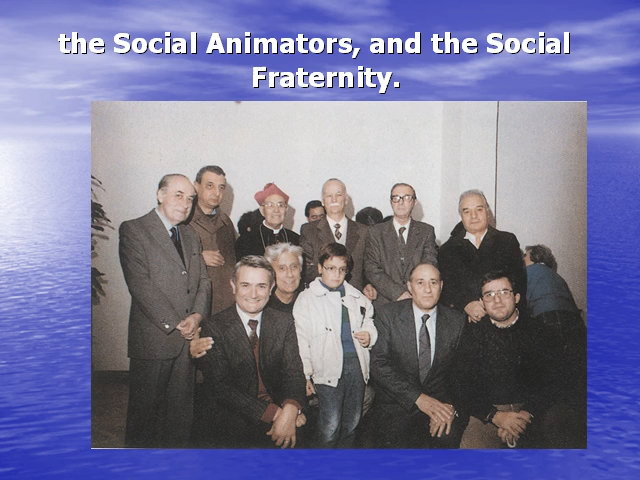 the Social Animators, and the Social
Fraternity.